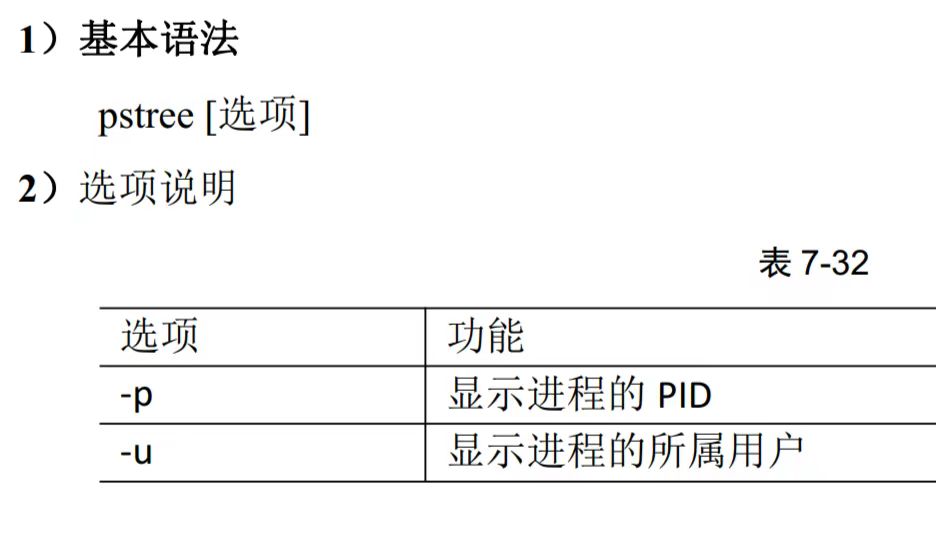 1）基本语法
pstree [选项]
2）选项说明
表 7-32
选项 功能
-p 显示进程的 PID
-u 显示进程的所属用户